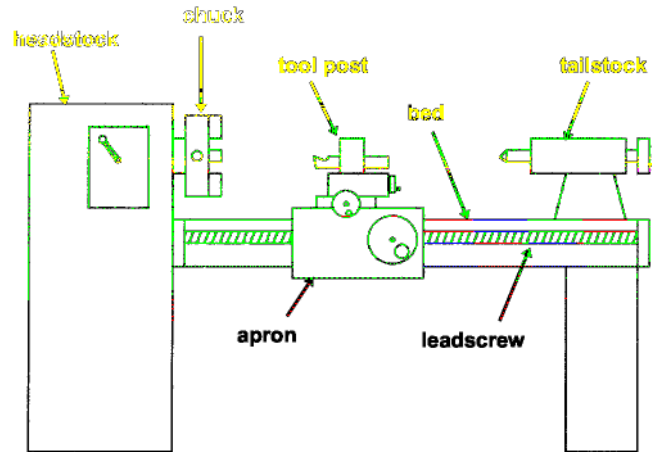 chuck
headstock
tool post
tailstock
bed
apron
leadscrew